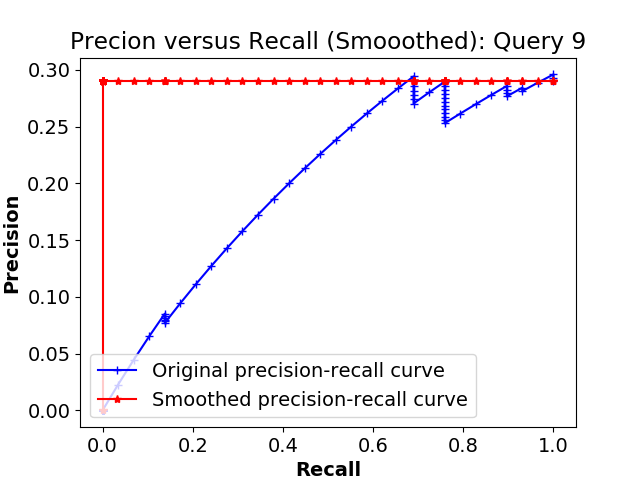 Precion versus Recall (Smooothed): Query 9
Precision
0.30
0.25
0.20
0.15
0.10
0.05
0.00
Original precision-recall curve
Smoothed precision-recall curve
0.0 0.2 0.4 0.6 0.8 1.0
Recall